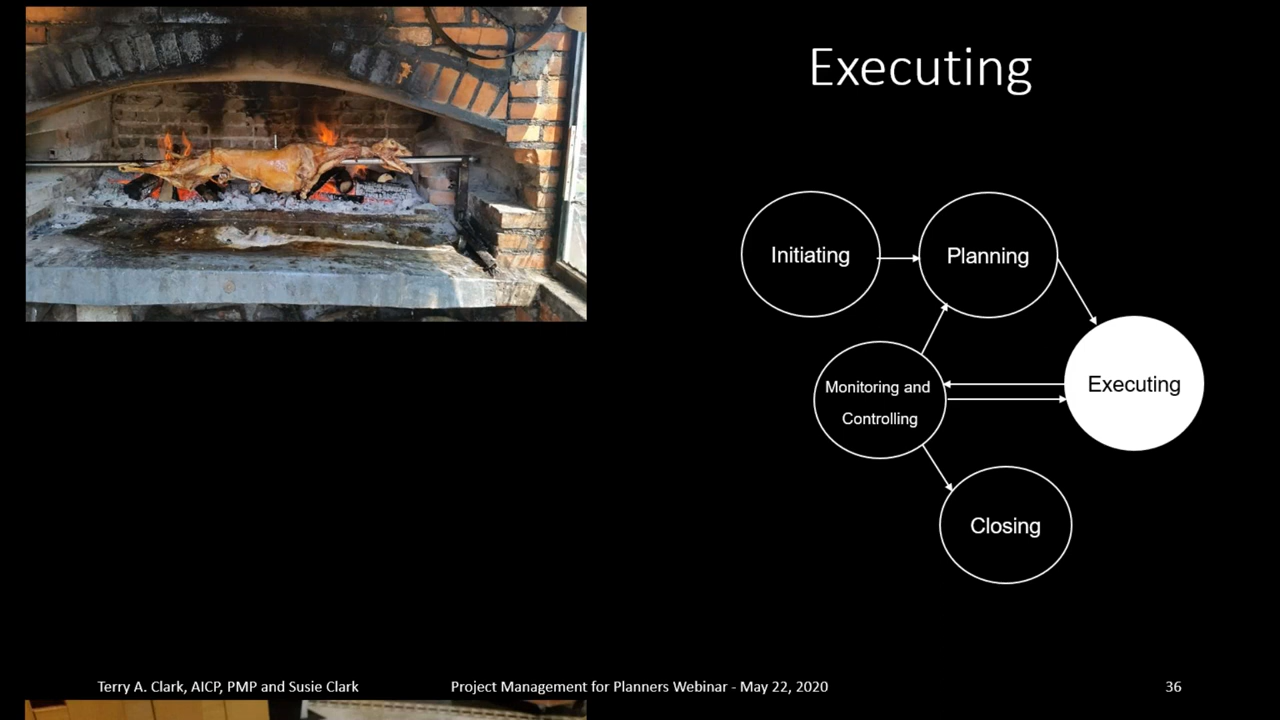 Executing
Initiating
Planning
Executing
Monitoring and
Controlling
Closing
Terry A. Clark, AICP, PMP and Susie Clark
Project Management for Planners Webinar - May 22, 2020
36